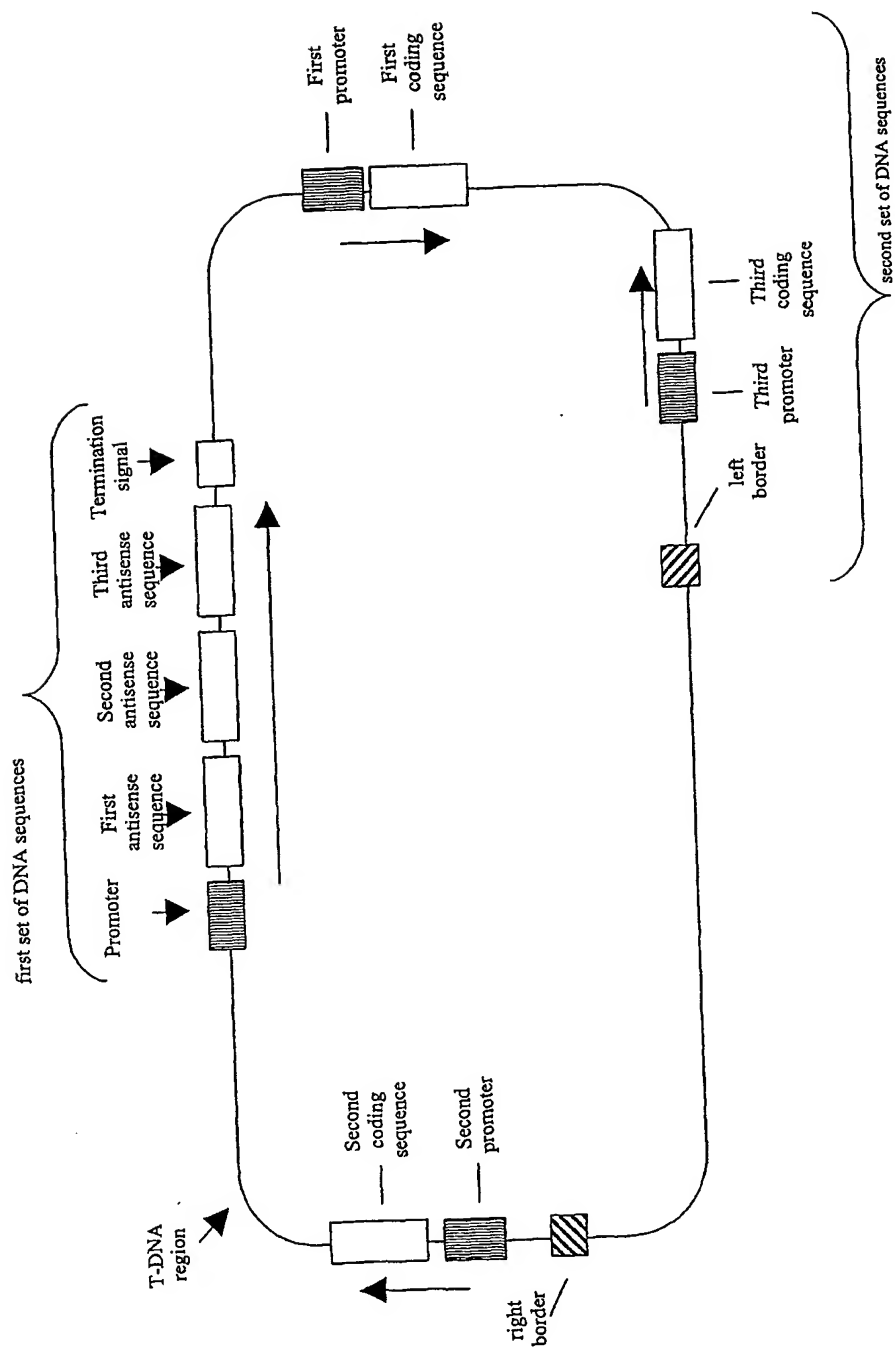 first set of DNA sequences
Promoter
First
antisense
sequence
Second
antisense
sequence
Third
antisense
sequence
Termination
signal
T-DNA
region
First
promoter
First
coding
sequence
Second
coding
sequence
Second
promoter
right
border
left
border
Third
promoter
Third
coding
sequence
second set of DNA sequences